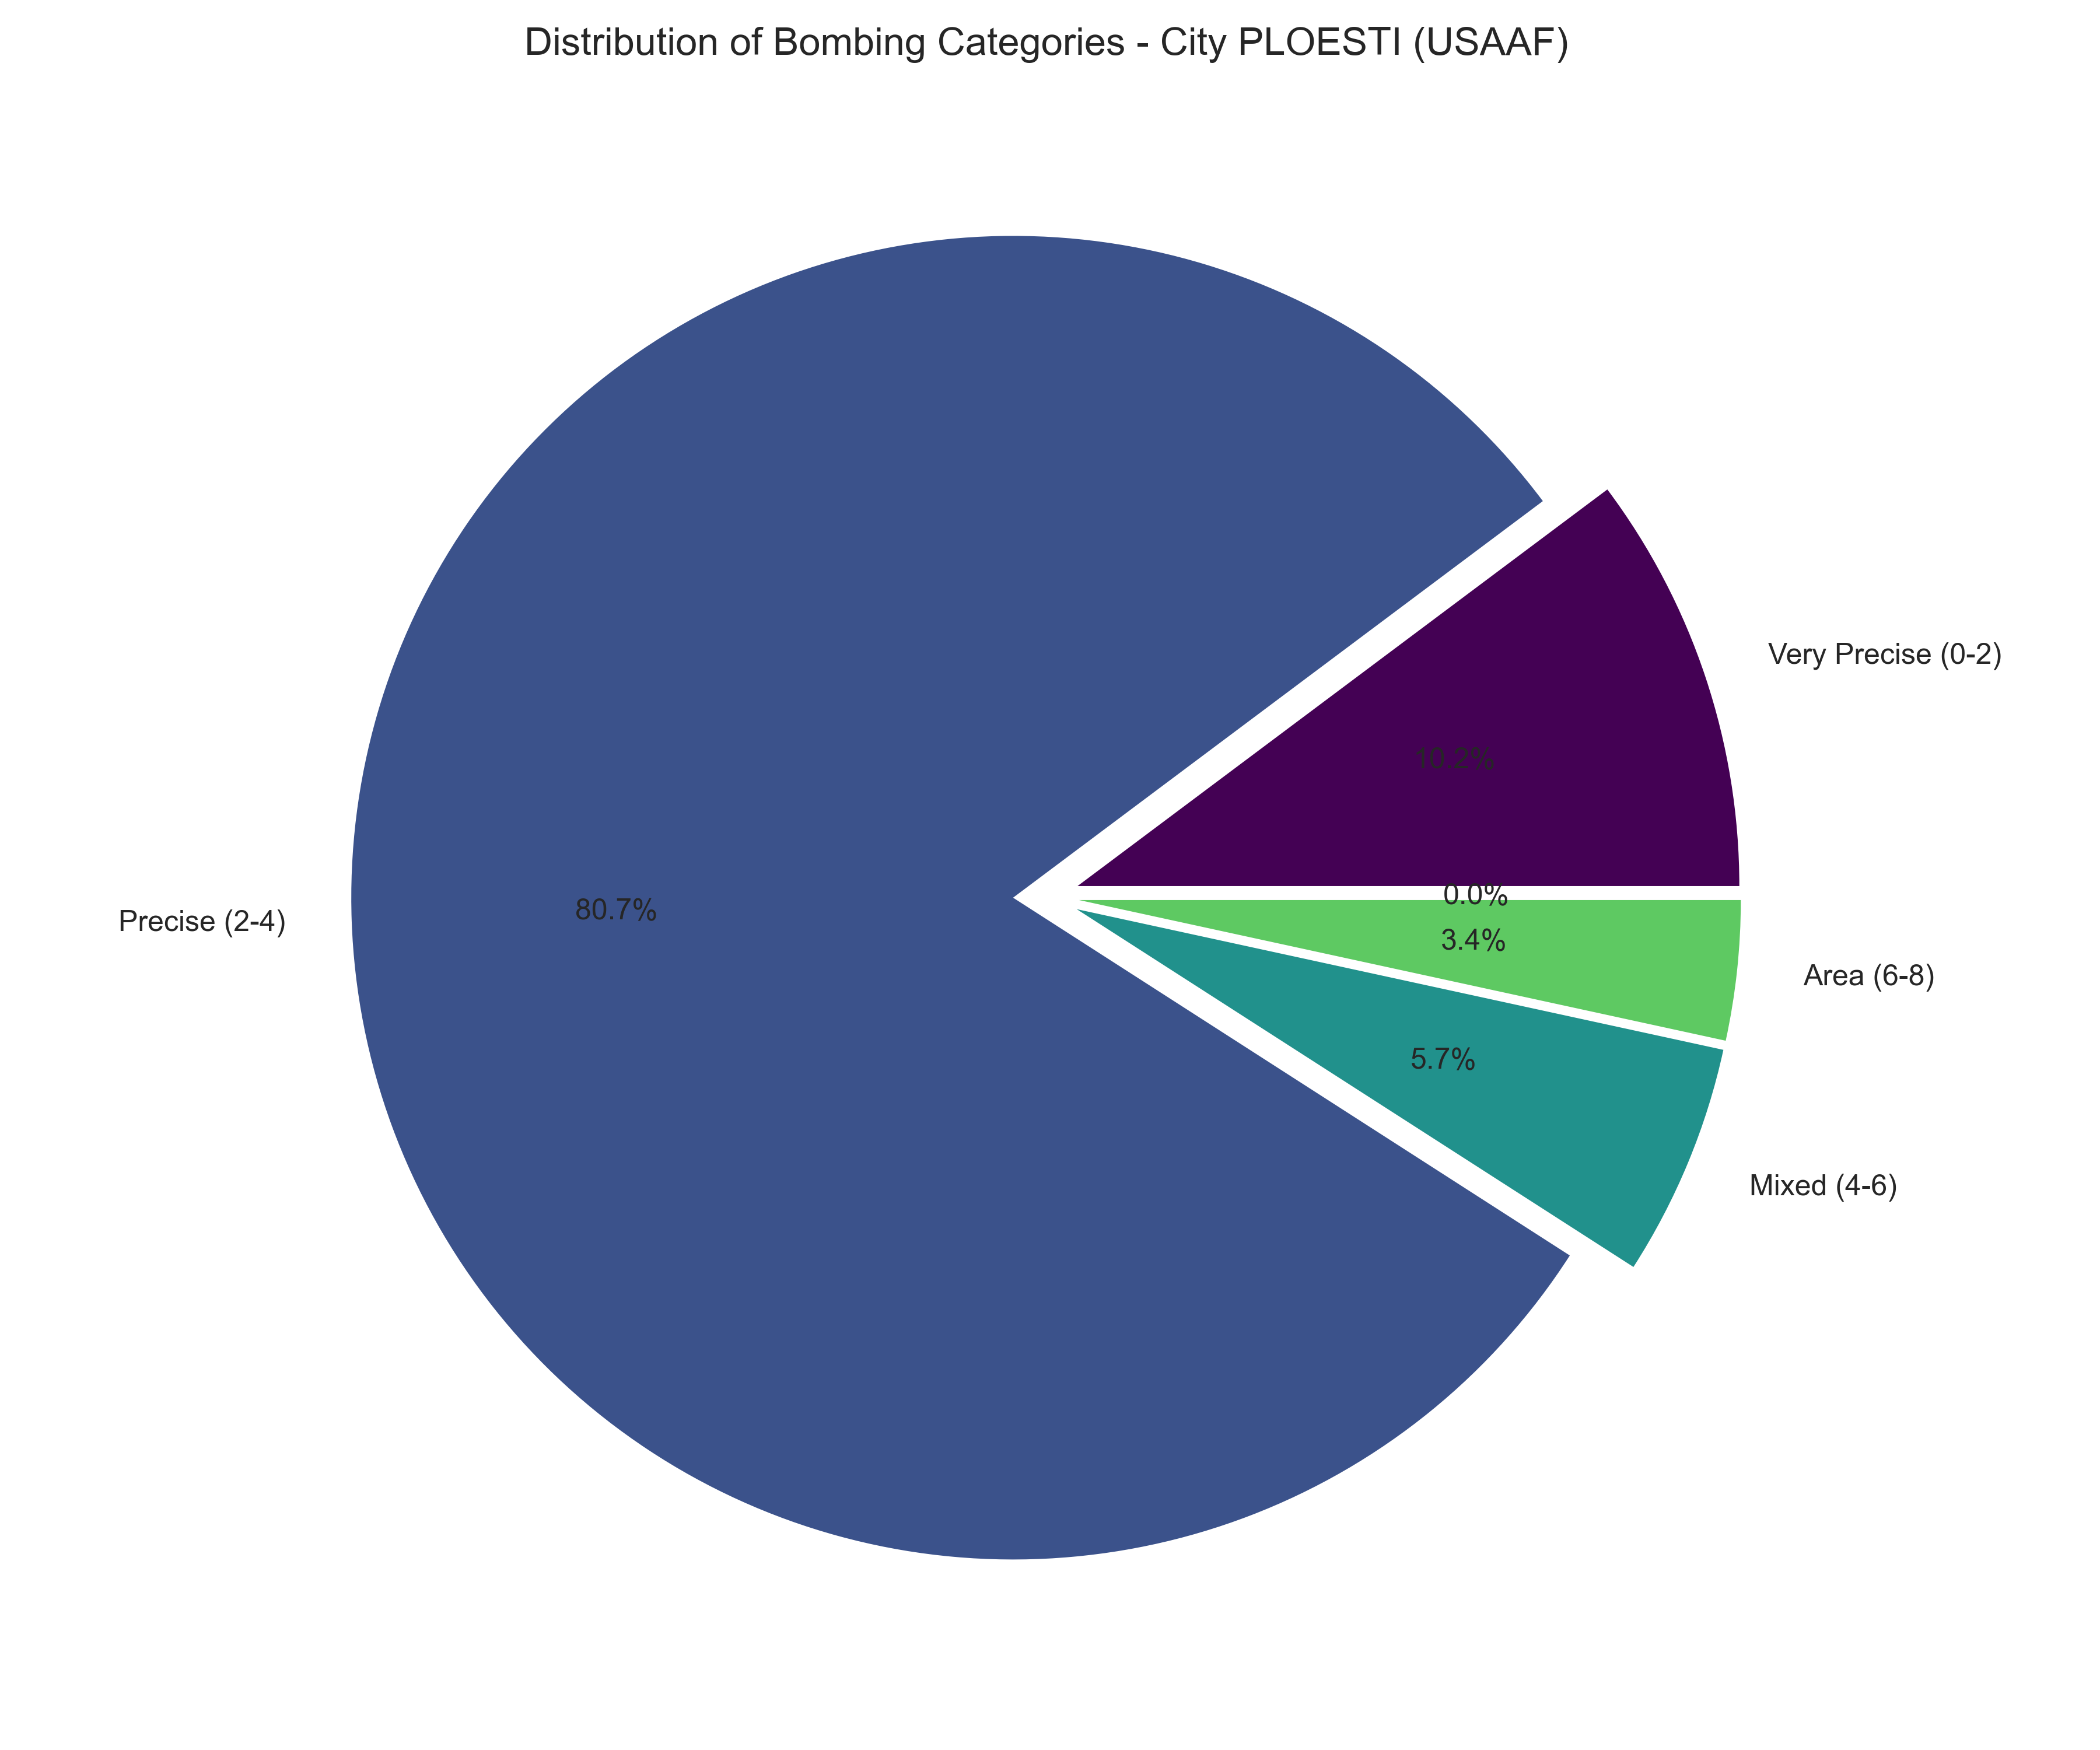 Distribution of Bombing Categories - City PLOESTI (USAAF)
Very Precise (0-2)
10.2%
0.0%
80.7%
Precise (2-4)
3.4%
Area (6-8)
5.7%
Mixed (4-6)